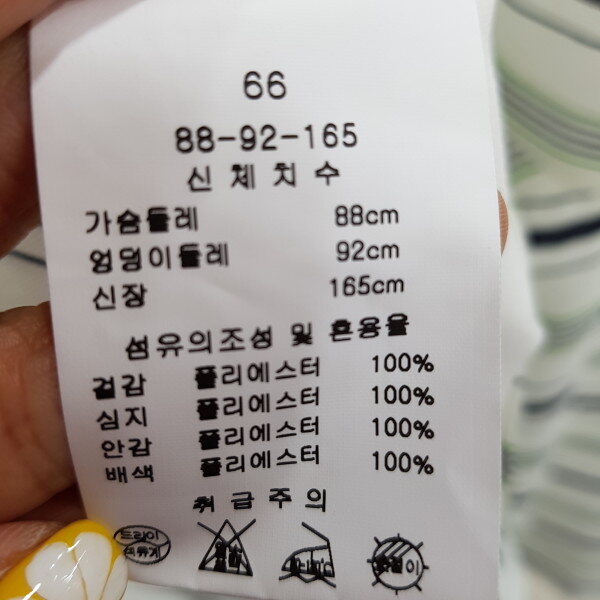 66
88-92-165
신체치수
가슴둘레 88cm
엉덩이둘레 92cm
신장 165cm
섬유의조성 및 혼용율
겉감 폴리에스터 100%
심지 폴리에스터 100%
안감 폴리에스터 100%
배색 폴리에스터 100%
취급주의
드라이
석유계